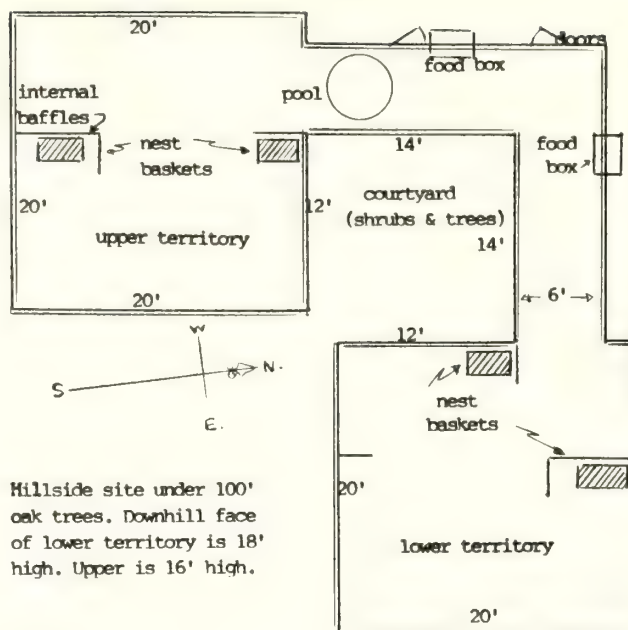 20'
doors
food box
pool
internal
baffles
nest
baskets
14'
food
box
courtyard
(shrubs & trees)
12'
14'
20'
upper territory
6'
20'
12'
W
S
N.
E.
nest
baskets
Hillside site under 100'
oak trees. Downhill face
of lower territory is 18'
high. Upper is 16' high.
20'
lower territory
20'